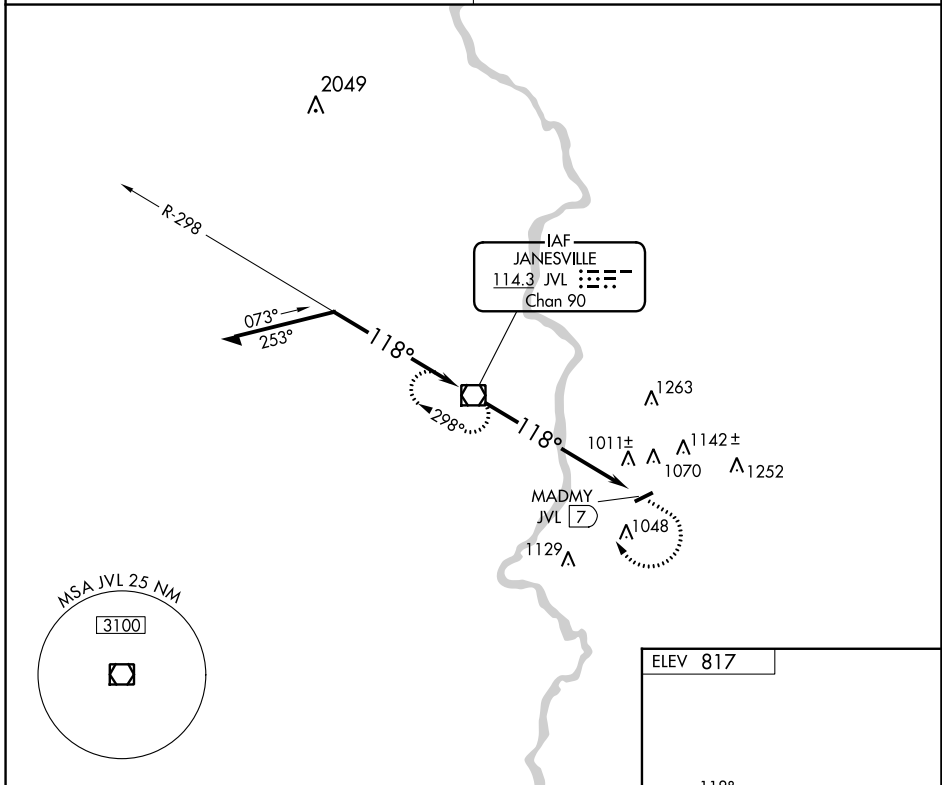 2049
R-298
IAF
JANESVILLE
114.3 JVL
Chan 90
073°
253°
118°
298°
118°
1263
1011±
1142±
1070
1252
MADMY
JVL 7
1048
1129
MSA JVL 25 NM
3100
ELEV 817
118°